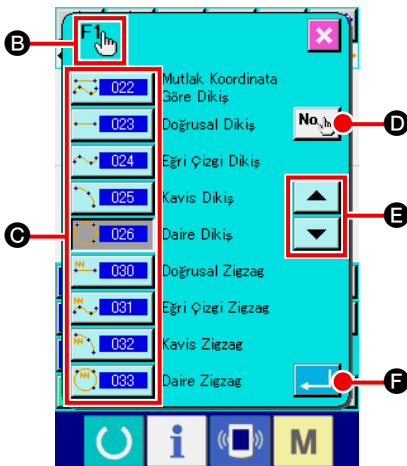 B
F1
022 Mutlak Koordinata
Göre Dikiş
023 Doğrusal Dikiş
No.
D
024 Eğri Çizgi Dikiş
025 Kavis Dikiş
E
C
026 Daire Dikiş
030 Doğrusal Zigzag
031 Eğri Çizgi Zigzag
032 Kavis Zigzag
033 Daire Zigzag
F
i
M